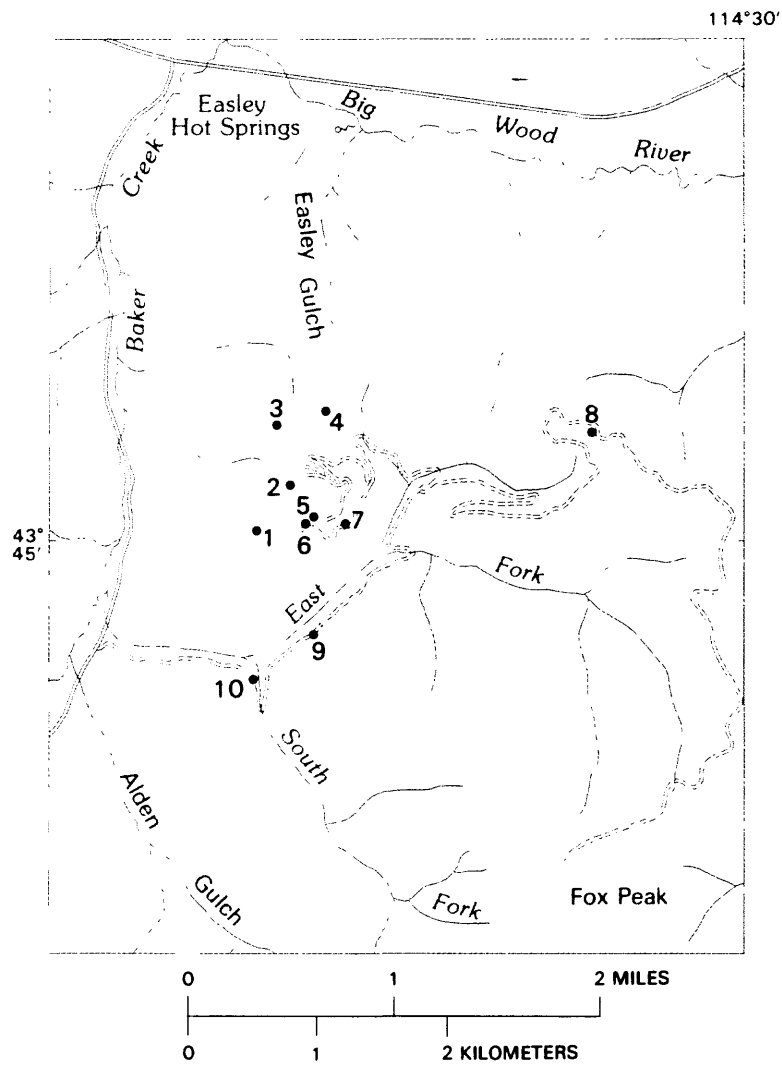 114°30'
Easley
Hot Springs
Big
Wood
River
Creek
Easley
Gulch
Baker
3
4
8
2
5
7
1
6
43°
45'
Fork
East
9
10
South
Alden
Gulch
Fork
Fox Peak
0 1 2 MILES
0 1 2 KILOMETERS